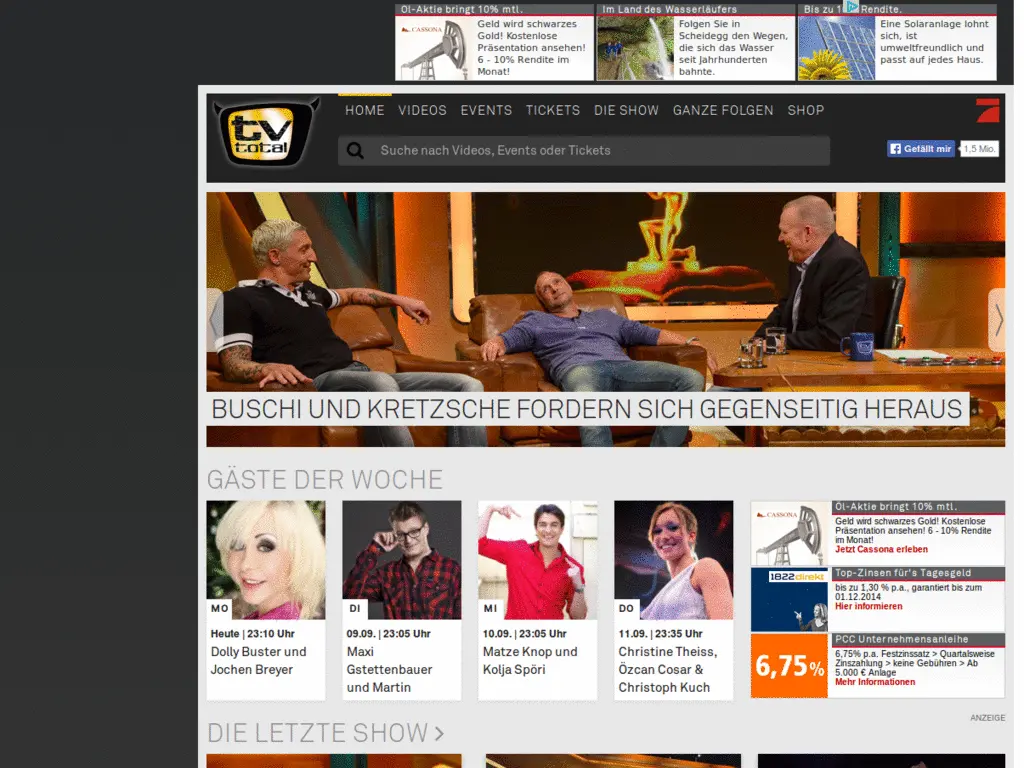 Öl-Aktie bringt 10% mtl.
CASSONA
Geld wird schwarzes
Gold! Kostenlose
Präsentation ansehen!
6 - 10% Rendite im
Monat!
Im Land des Wasserläufers
Folgen Sie in
Scheidegg den Wegen,
die sich das Wasser
seit Jahrhunderten
bahnte.
Bis zu Rendite.
Eine Solaranlage lohnt
sich, ist
umweltfreundlich und
passt auf jedes Haus.
tv
total
HOME VIDEOS EVENTS TICKETS DIE SHOW GANZE FOLGEN SHOP
Suche nach Videos, Events oder Tickets
Gefällt mir 1,5 Mio.
BUSCHI UND KRETZSCHE FORDERN SICH GEGENSEITIG HERAUS
GÄSTE DER WOCHE
MO
Heute | 23:10 Uhr
Dolly Buster und
Jochen Breyer
DI
09.09. | 23:05 Uhr
Maxi
Gstettenbauer
und Martin
MI
10.09. | 23:05 Uhr
Matze Knop und
Kolja Spöri
DO
11.09. | 23:35 Uhr
Christine Theiss,
Özcan Cosar &
Christoph Kuch
CASSONA
Öl-Aktie bringt 10% mtl.
Geld wird schwarzes Gold! Kostenlose
Präsentation ansehen! 6 - 10% Rendite
im Monat!
Jetzt Cassona erleben
1822direkt
Top-Zinsen für's Tagesgeld
bis zu 1,30 % p.a., garantiert bis zum
01.12.2014
Hier informieren
6,75%
PCC Unternehmensanleihe
6,75% p.a. Festzinssatz > Quartalsweise
Zinszahlung > keine Gebühren > Ab
5.000 € Anlage
Mehr Informationen
ANZEIGE
DIE LETZTE SHOW >